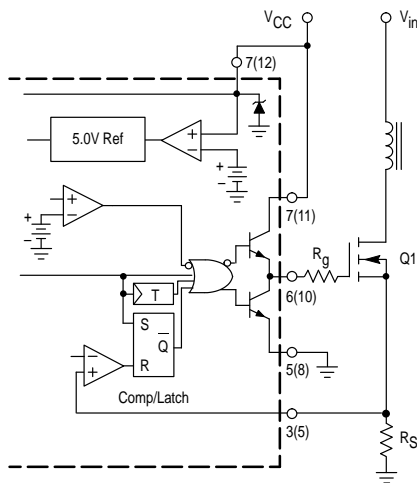 VCC
Vin
7(12)
5.0V Ref
+
−
+
−
+
−
7(11)
Rg
Q1
6(10)
T
S
Q
R
−
+
5(8)
Comp/Latch
3(5)
RS